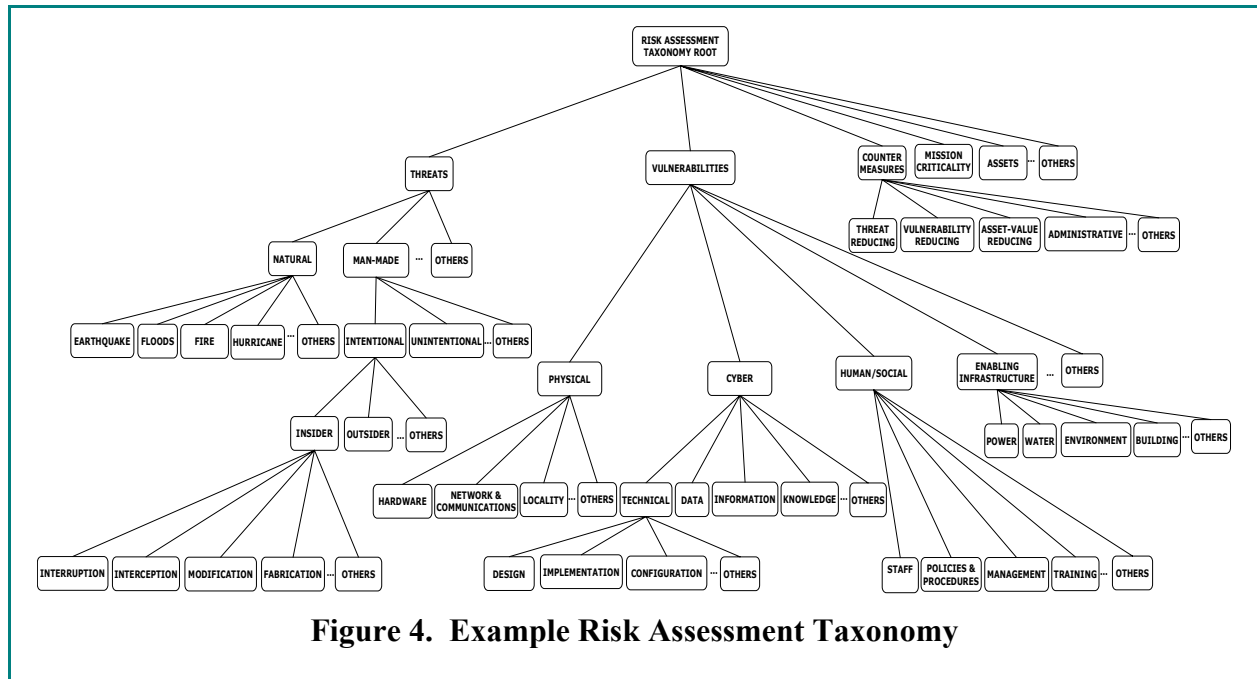 RISK ASSESSMENT
TAXONOMY ROOT
THREATS
VULNERABILITIES
COUNTER
MEASURES
MISSION
CRITICALITY
ASSETS
...
OTHERS
THREAT
REDUCING
VULNERABILITY
REDUCING
ASSET-VALUE
REDUCING
ADMINISTRATIVE
...
OTHERS
NATURAL
MAN-MADE
...
OTHERS
EARTHQUAKE
FLOODS
FIRE
HURRICANE
...
OTHERS
INTENTIONAL
UNINTENTIONAL
...
OTHERS
PHYSICAL
CYBER
HUMAN/SOCIAL
ENABLING
INFRASTRUCTURE
...
OTHERS
INSIDER
OUTSIDER
...
OTHERS
POWER
WATER
ENVIRONMENT
BUILDING
...
OTHERS
HARDWARE
NETWORK &
COMMUNICATIONS
LOCALITY
...
OTHERS
TECHNICAL
DATA
INFORMATION
KNOWLEDGE
...
OTHERS
INTERRUPTION
INTERCEPTION
MODIFICATION
FABRICATION
...
OTHERS
DESIGN
IMPLEMENTATION
CONFIGURATION
...
OTHERS
STAFF
POLICIES &
PROCEDURES
MANAGEMENT
TRAINING
...
OTHERS
Figure 4. Example Risk Assessment Taxonomy